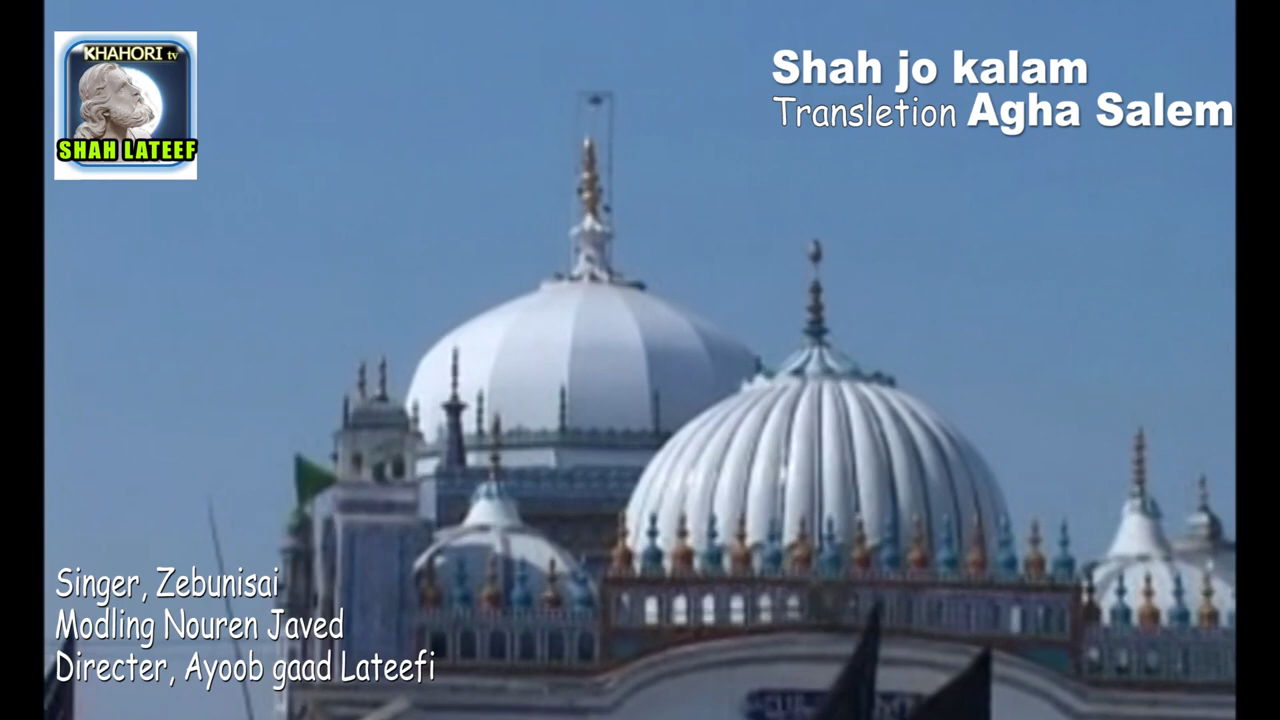 KHAHORI tv
SHAH LATEEF
Shah jo kalam
Transletion Agha Salem
Singer, Zebunisai
Modling Nouren Javed
Directer, Ayoob gaad Lateefi